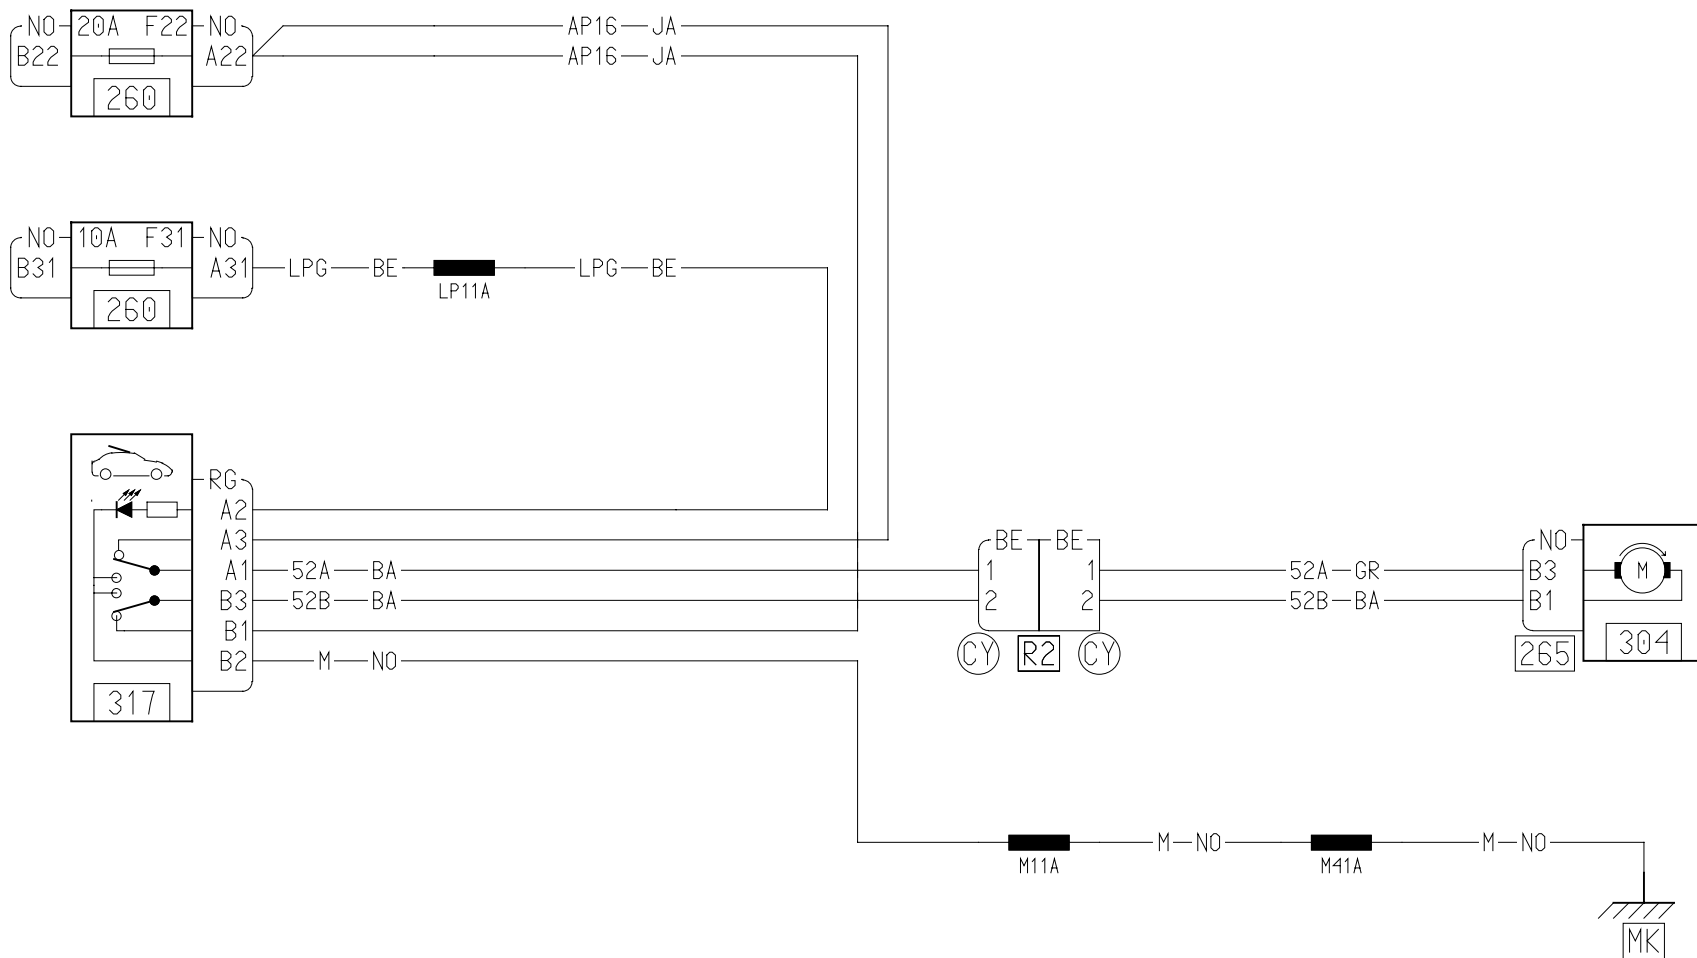 NO 20A F22 NO AP16 JA
B22 A22 AP16 JA
260
NO 10A F31 NO
B31 A31 LPG BE LPG BE
LP11A
260
RG
A2
A3 BE BE NO
A1 52A BA 1 1 52A GR B3 M
B3 52B BA 2 2 52B BA B1
B1
B2 M NO CY R2 CY 265 304
317
M NO M NO
M11A M41A
MK